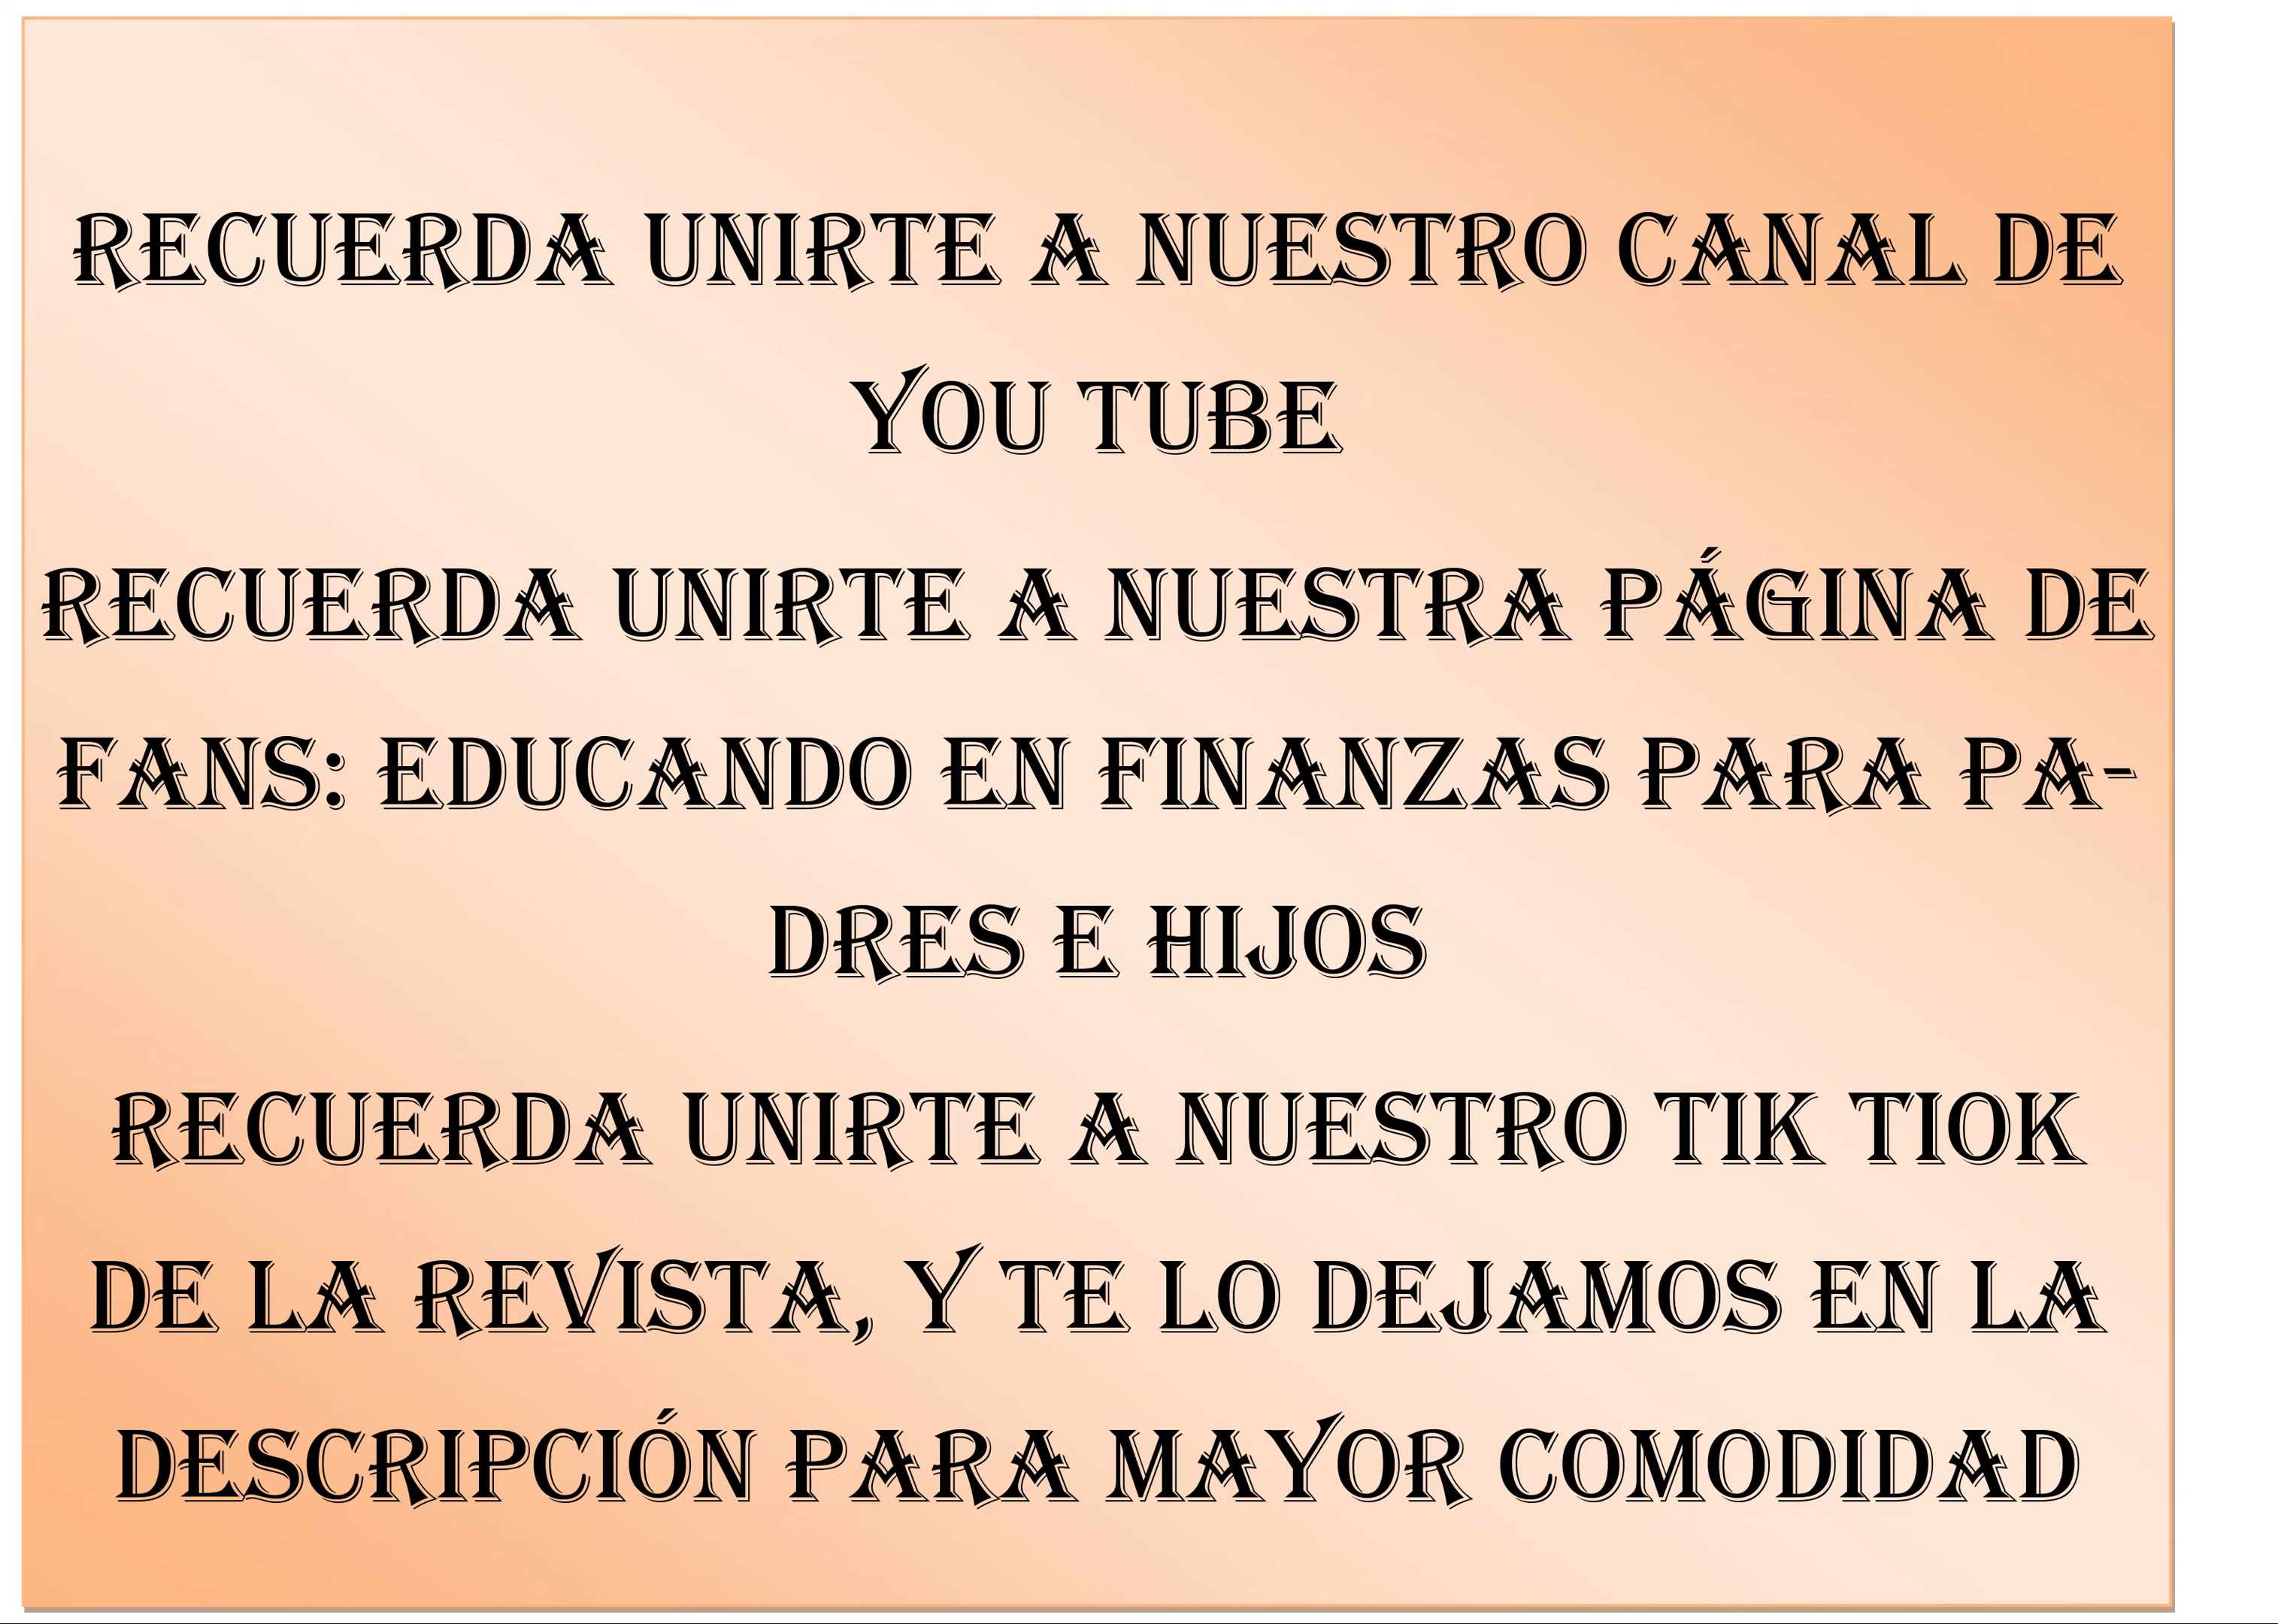 RECUERDA UNIRTE A NUESTRO CANAL DE
YOU TUBE
RECUERDA UNIRTE A NUESTRA PÁGINA DE
FANS: EDUCANDO EN FINANZAS PARA PA-
DRES E HIJOS
RECUERDA UNIRTE A NUESTRO TIK TIOK
DE LA REVISTA, Y TE LO DEJAMOS EN LA
DESCRIPCIÓN PARA MAYOR COMODIDAD